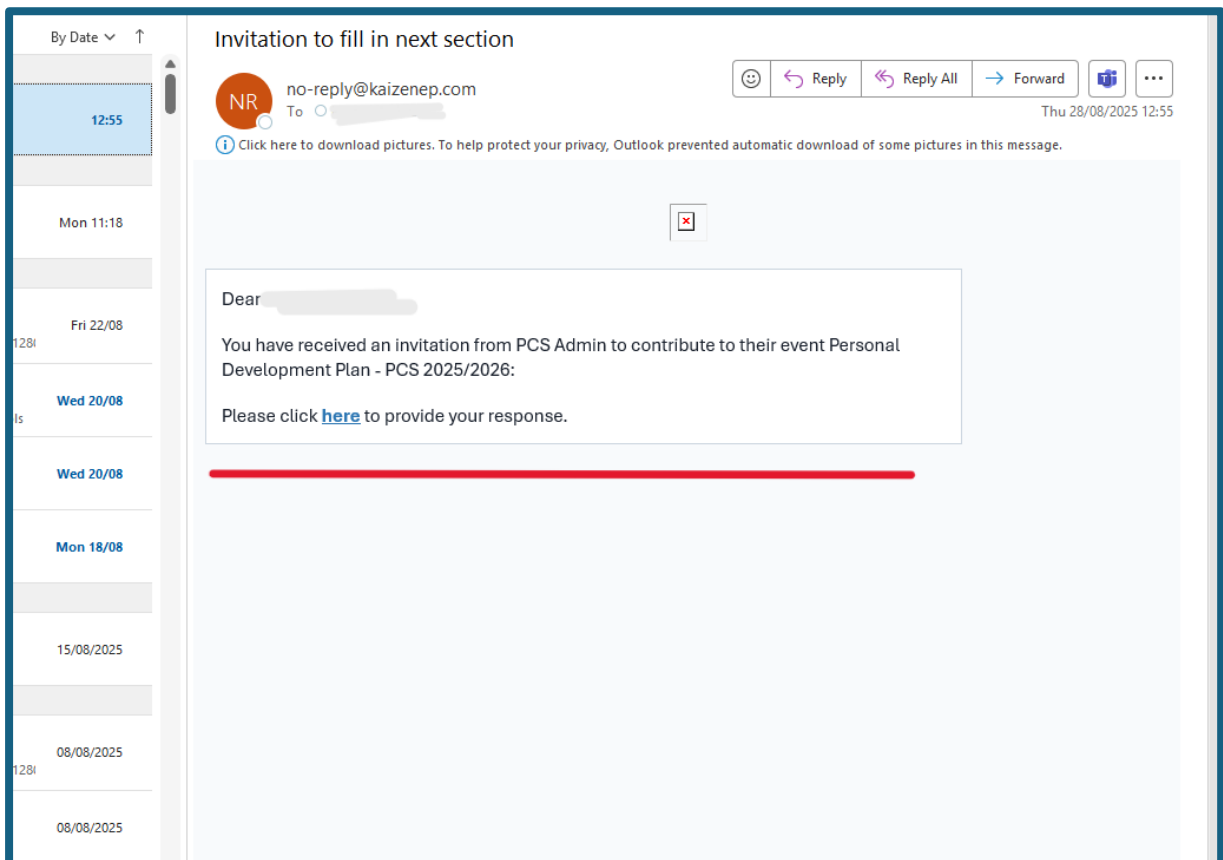 By Date
Invitation to fill in next section
NR
no-reply@kaizenep.com
To
Reply
Reply All
Forward
Thu 28/08/2025 12:55
Click here to download pictures. To help protect your privacy, Outlook prevented automatic download of some pictures in this message.
12:55
Mon 11:18
Fri 22/08
Wed 20/08
ls
Wed 20/08
Mon 18/08
15/08/2025
08/08/2025
08/08/2025
Dear
You have received an invitation from PCS Admin to contribute to their event Personal
Development Plan - PCS 2025/2026:
Please click here to provide your response.